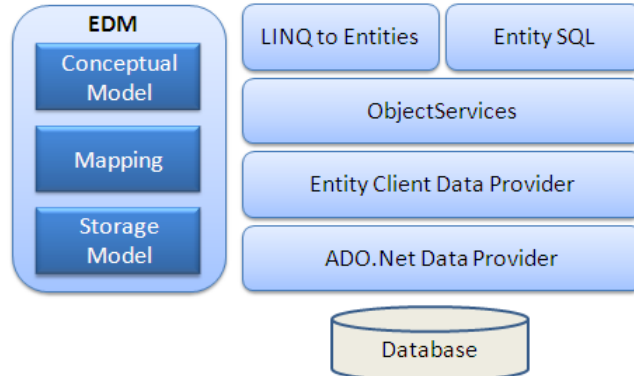 EDM
Conceptual
Model
Mapping
Storage
Model
LINQ to Entities
Entity SQL
ObjectServices
Entity Client Data Provider
ADO.Net Data Provider
Database